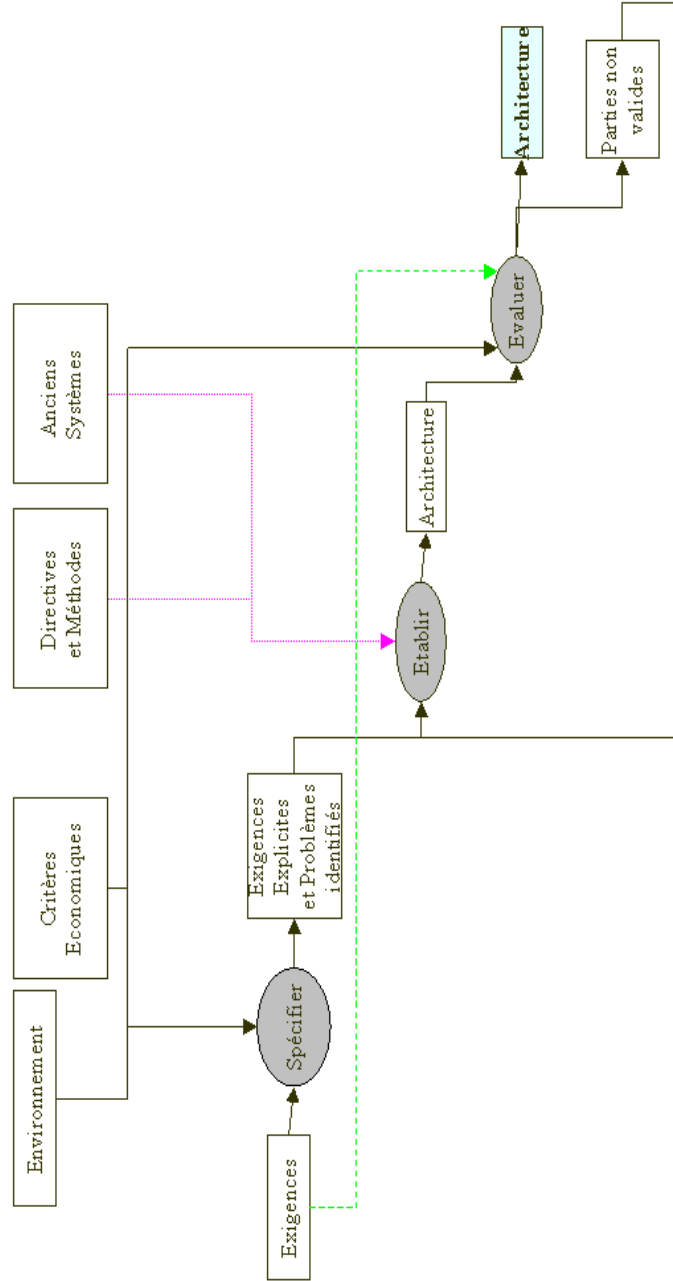 Environnement
Critères
Economiques
Directives
et Méthodes
Anciens
Systèmes
Exigences
Spécifier
Exigences
Explicites
et Problèmes
identifiés
Etablir
Architecture
Evaluer
Architecture
Parties non
valides